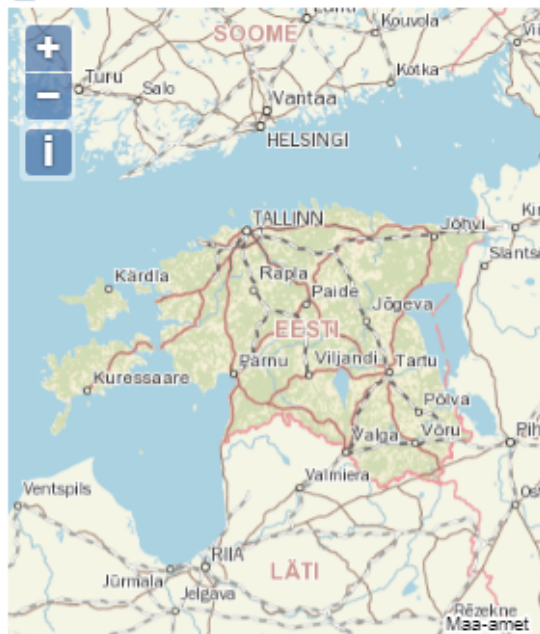 SOOME
Kouvola
+
Kotka
Turu
Salo
–
Vantaa
HELSINGI
i
TALLINN
Jõhvi
Kärdla
Rapla
Paide
Jõgeva
EESTI
Pärnu
Viljandi
Tartu
Kuressaare
Põlva
Valga
Võru
Valmiera
Ventspils
RIIA
LÄTI
Jūrmala
Jelgava
Rēzekne
Maa-amet